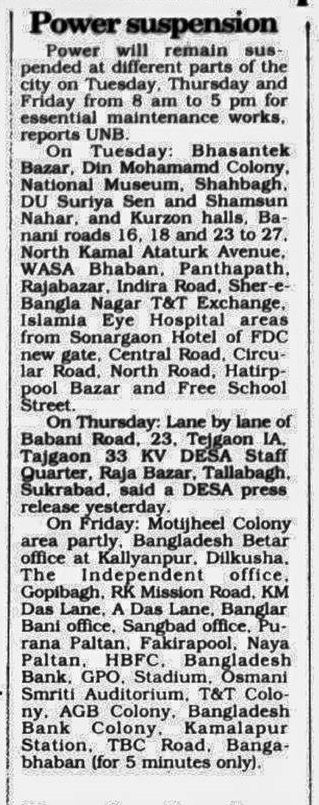 Power suspension
Power will remain sus-
pended at different parts of the
city on Tuesday, Thursday and
Friday from 8 am to 5 pm for
essential maintenance works,
reports UNB.
On Tuesday: Bhasantek
Bazar, Din Mohamamd Colony,
National Museum, Shahbagh,
DU Suriya Sen and Shamsun
Nahar, and Kurzon halls, Ba-
nani roads 16, 18 and 23 to 27,
North Kamal Ataturk Avenue,
WASA Bhaban, Panthapath,
Rajabazar, Indira Road, Sher-e-
Bangla Nagar T&T Exchange,
Islamia Eye Hospital areas
from Sonargaon Hotel of FDC
new gate, Central Road, Circu-
lar Road, North Road, Hatirp-
pool Bazar and Free School
Street.
On Thursday: Lane by lane of
Babani Road, 23, Tejgaon IA,
Tajgaon 33 KV DESA Staff
Quarter, Raja Bazar, Tallabagh,
Sukrabad, said a DESA press
release yesterday.
On Friday: Motijheel Colony
area partly, Bangladesh Betar
office at Kallyanpur, Dilkusha,
The Independent office,
Gopibagh, RK Mission Road, KM
Das Lane, A Das Lane, Banglar
Bani office, Sangbad office, Pu-
rana Paltan, Fakirapool, Naya
Paltan, HBFC, Bangladesh
Bank, GPO, Stadium, Osmani
Smriti Auditorium, T&T Colo-
ny, AGB Colony, Bangladesh
Bank Colony, Kamalapur
Station, TBC Road, Banga-
bhaban (for 5 minutes only).